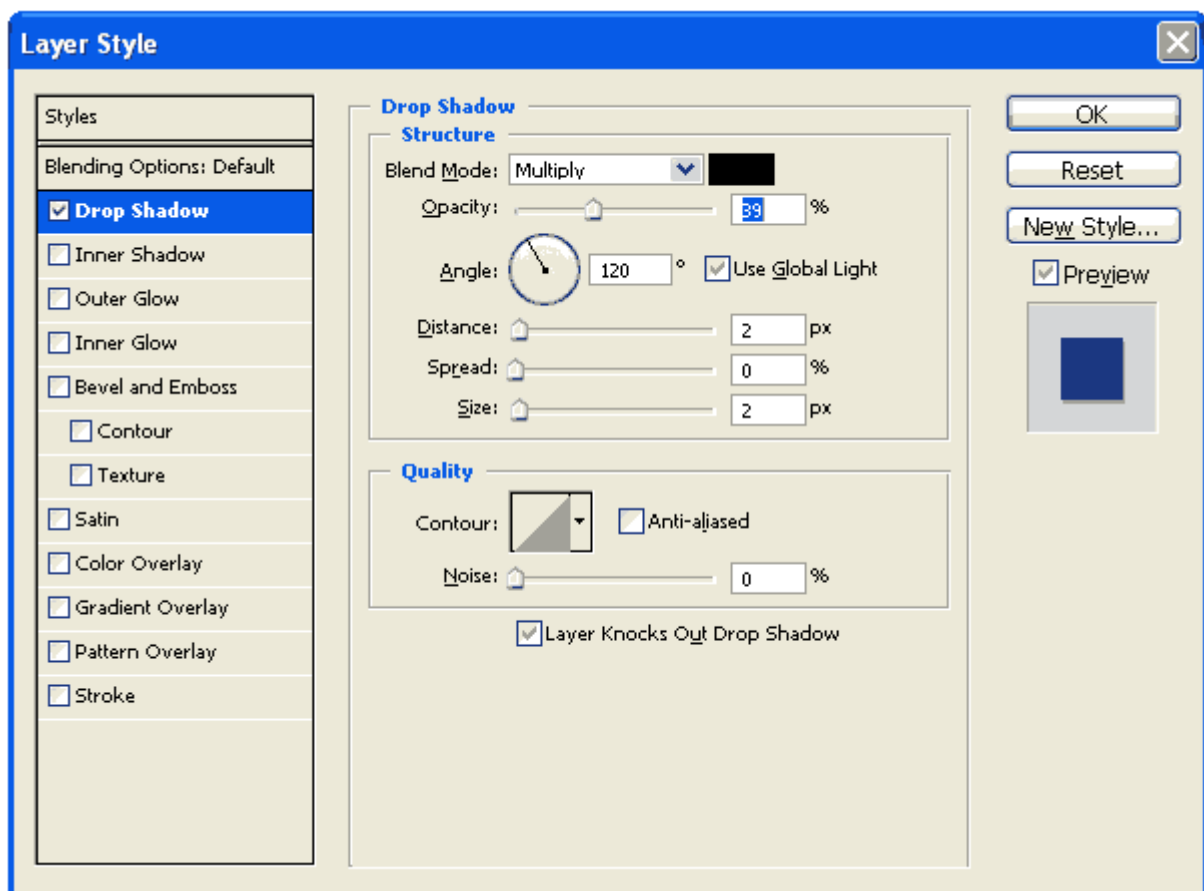 Layer Style
Styles
Blending Options: Default
Drop Shadow
Inner Shadow
Outer Glow
Inner Glow
Bevel and Emboss
Contour
Texture
Satin
Color Overlay
Gradient Overlay
Pattern Overlay
Stroke
Drop Shadow
Structure
Blend Mode: Multiply
Opacity: 39 %
Angle: 120 ° Use Global Light
Distance: 2 px
Spread: 0 %
Size: 2 px
Quality
Contour: Anti-aliased
Noise: 0 %
Layer Knocks Out Drop Shadow
OK
Reset
New Style...
Preview